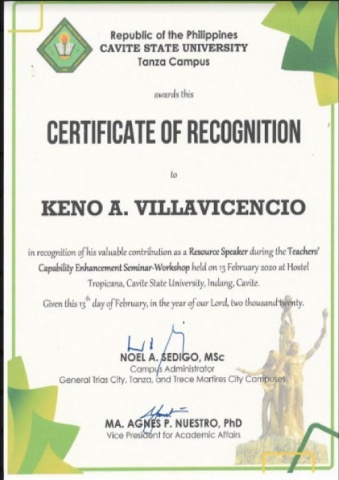 Republic of the Philippines
CAVITE STATE UNIVERSITY
Tanza Campus
awards this
CERTIFICATE OF RECOGNITION
to
KENO A. VILLAVICENCIO
in recognition of his valuable contribution as a Resource Speaker during the Teachers'
Capability Enhancement Seminar-Workshop held on 13 February 2020 at Hostel
Tropicana, Cavite State University, Indang, Cavite.
Given this 13th day of February, in the year of our Lord, two thousand twenty.
NOEL A. SEDIGO, MSc
Campus Administrator
General Trias City, Tanza, and Trece Martires City Campuses
MA. AGNES P. NUESTRO, PhD
Vice President for Academic Affairs